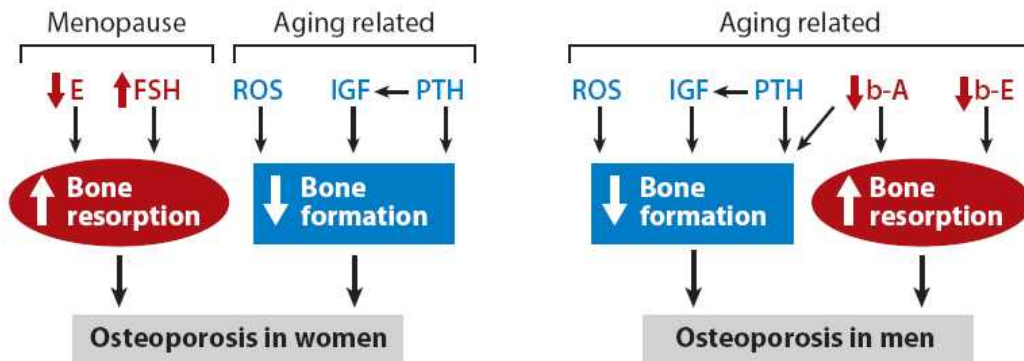 Menopause
Aging related
Aging related
E
FSH
ROS
IGF
PTH
ROS
IGF
PTH
b-A
b-E
Bone
resorption
Bone
formation
Bone
formation
Bone
resorption
Osteoporosis in women
Osteoporosis in men